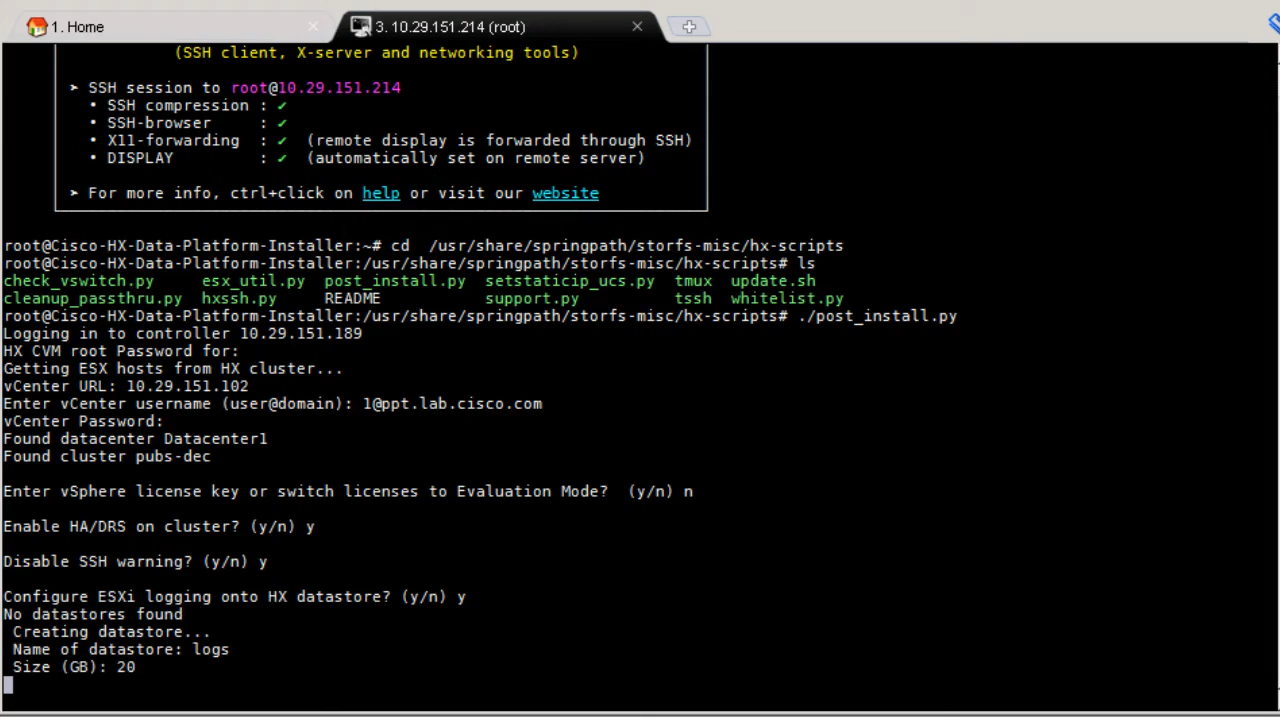 1. Home
3. 10.29.151.214 (root)
(SSH client, X-server and networking tools)
➤ SSH session to root@10.29.151.214
• SSH compression : ✔
• SSH-browser     : ✔
• X11-forwarding  : ✔  (remote display is forwarded through SSH)
• DISPLAY         : ✔  (automatically set on remote server)
➤ For more info, ctrl+click on help or visit our website
root@Cisco-HX-Data-Platform-Installer:~# cd  /usr/share/springpath/storfs-misc/hx-scripts
root@Cisco-HX-Data-Platform-Installer:/usr/share/springpath/storfs-misc/hx-scripts# ls
check_vswitch.py     esx_util.py  post_install.py  setstaticip_ucs.py  tmux  update.sh
cleanup_passthru.py  hxssh.py     README           support.py          tssh  whitelist.py
root@Cisco-HX-Data-Platform-Installer:/usr/share/springpath/storfs-misc/hx-scripts# ./post_install.py
Logging in to controller 10.29.151.189
HX CVM root Password for:
Getting ESX hosts from HX cluster...
vCenter URL: 10.29.151.102
Enter vCenter username (user@domain): 1@ppt.lab.cisco.com
vCenter Password:
Found datacenter Datacenter1
Found cluster pubs-dec
Enter vSphere license key or switch licenses to Evaluation Mode?  (y/n) n
Enable HA/DRS on cluster? (y/n) y
Disable SSH warning? (y/n) y
Configure ESXi logging onto HX datastore? (y/n) y
No datastores found
Creating datastore...
Name of datastore: logs
Size (GB): 20